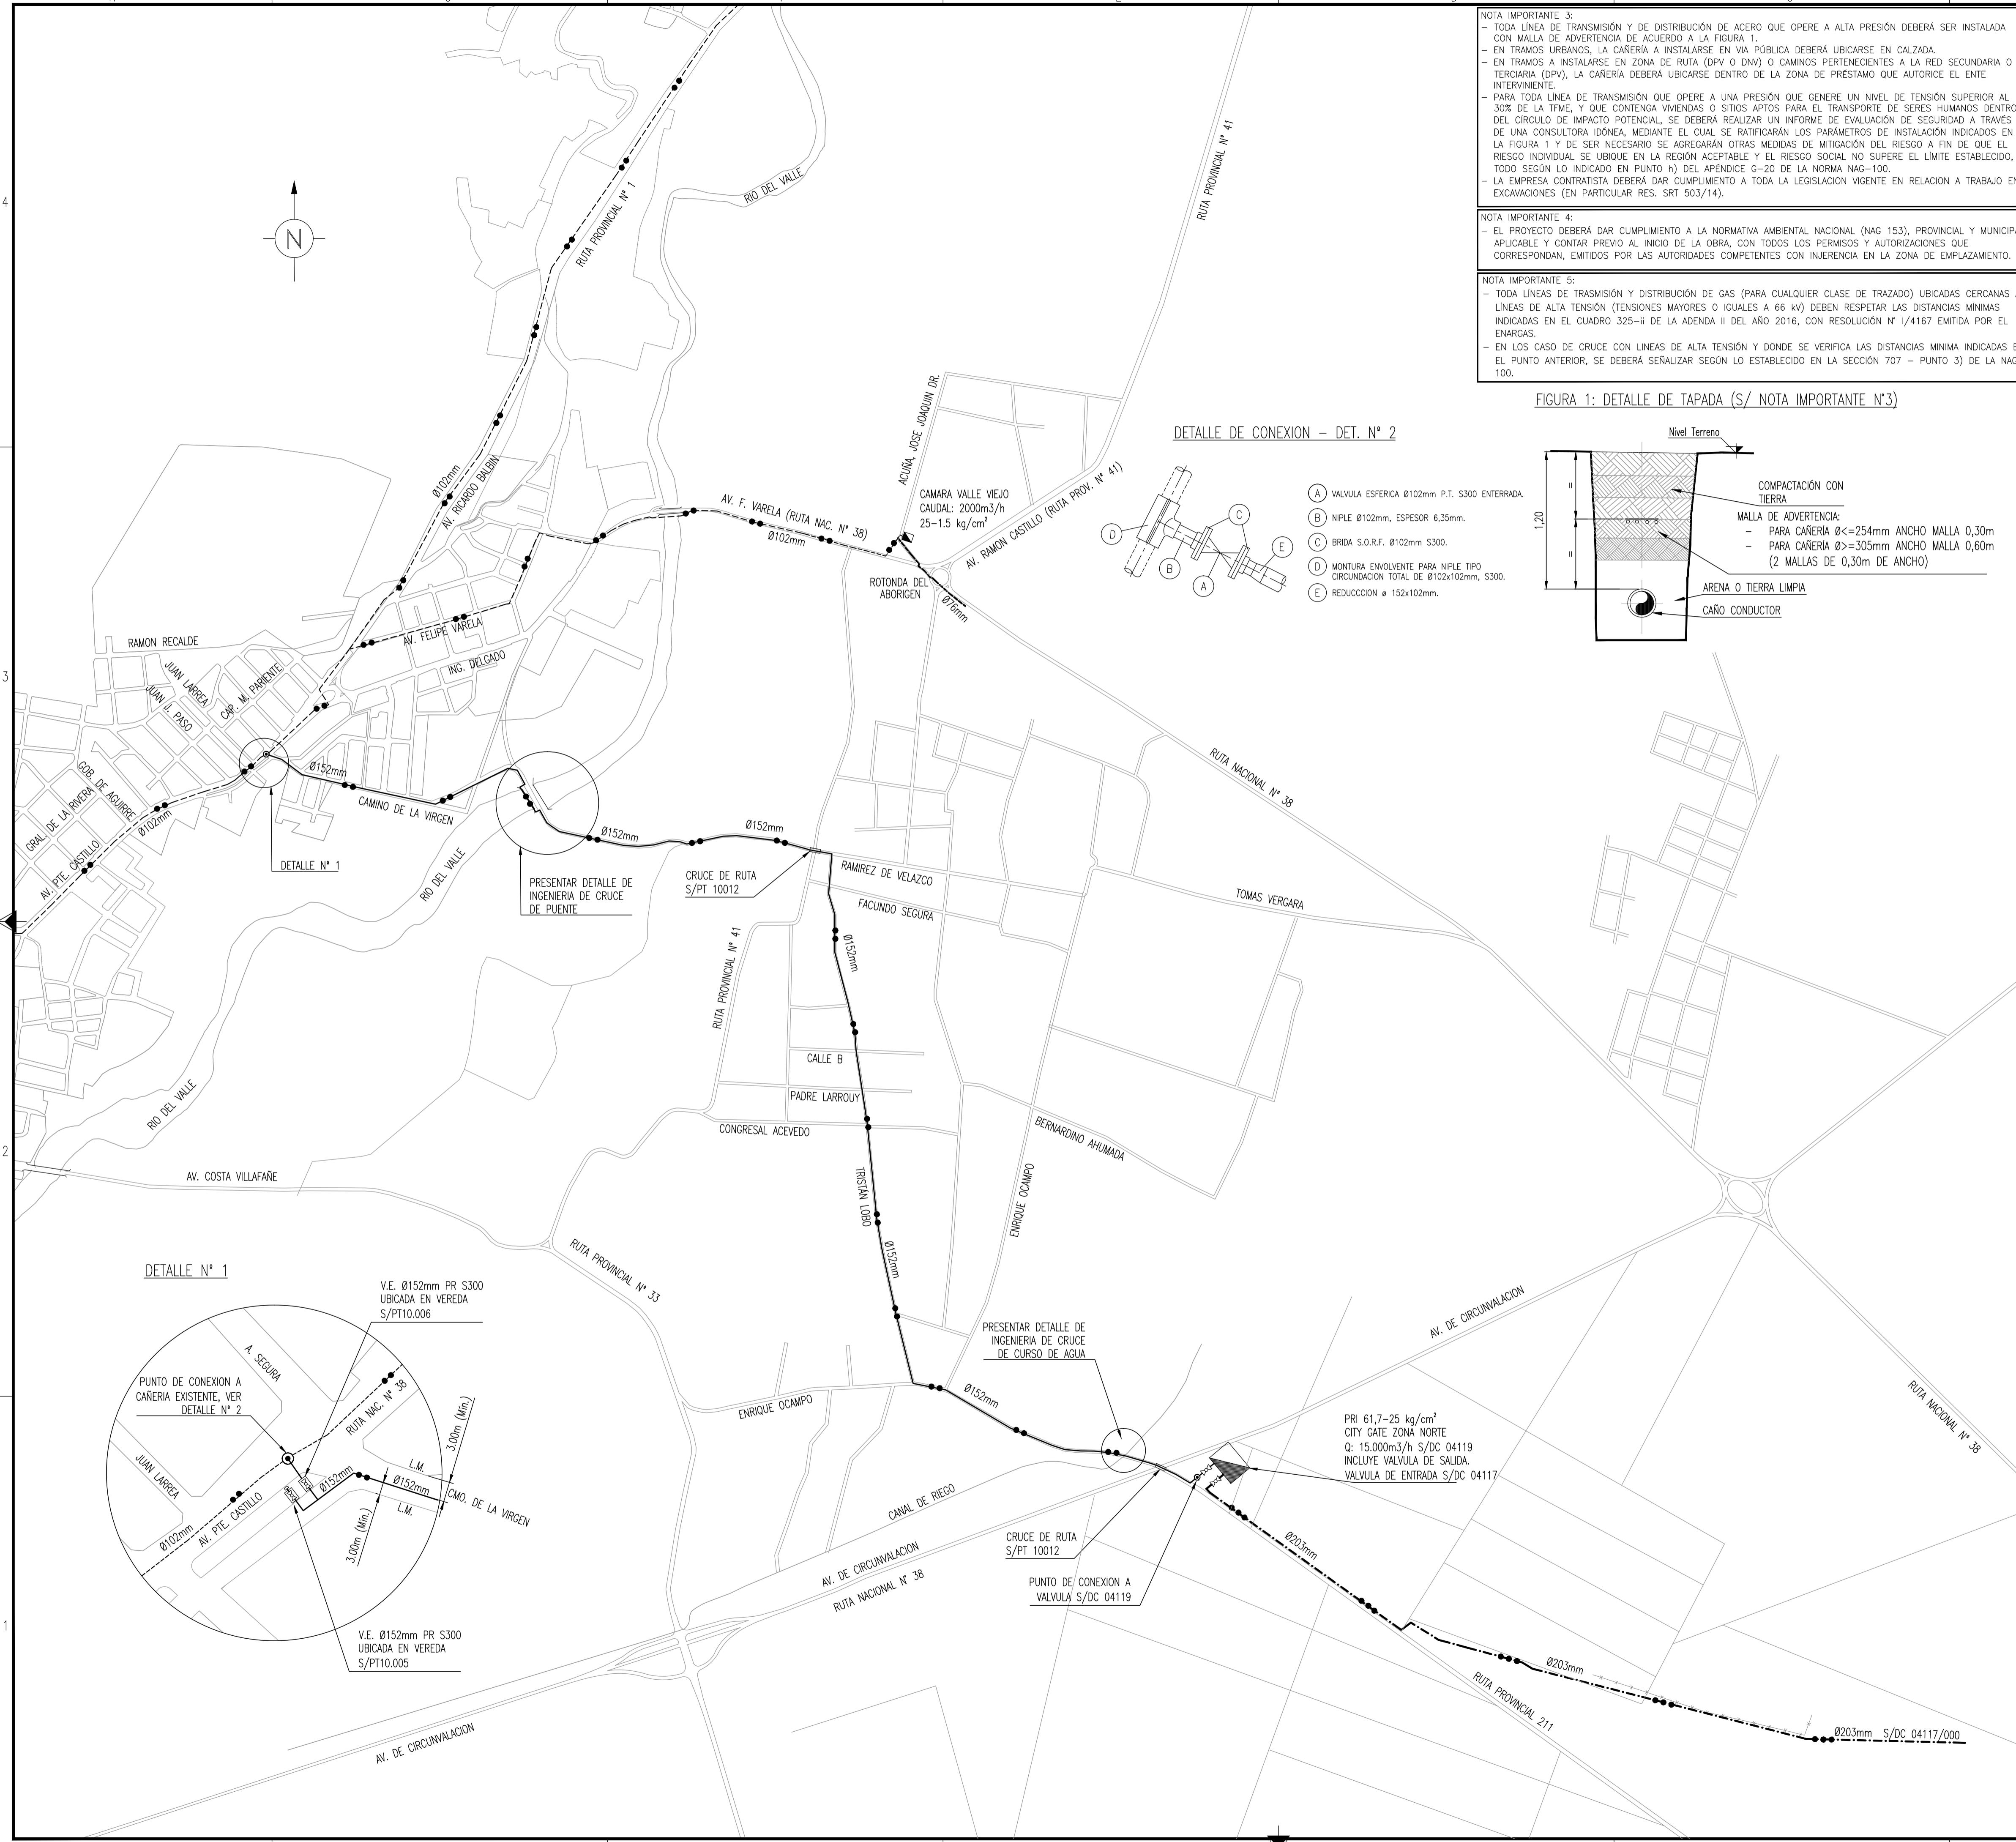 NOTA IMPORTANTE 3:
– TODA LÍNEA DE TRANSMISIÓN Y DE DISTRIBUCIÓN DE ACERO QUE OPERE A ALTA PRESIÓN DEBERÁ SER INSTALADA
CON MALLA DE ADVERTENCIA DE ACUERDO A LA FIGURA 1.
– EN TRAMOS URBANOS, LA CAÑERÍA A INSTALARSE EN VIA PÚBLICA DEBERÁ UBICARSE EN CALZADA.
– EN TRAMOS A INSTALARSE EN ZONA DE RUTA (DPV O DNV) O CAMINOS PERTENECIENTES A LA RED SECUNDARIA O
TERCIARIA (DPV), LA CAÑERÍA DEBERÁ UBICARSE DENTRO DE LA ZONA DE PRÉSTAMO QUE AUTORICE EL ENTE
INTERVINIENTE.
– PARA TODA LÍNEA DE TRANSMISIÓN QUE OPERE A UNA PRESIÓN QUE GENERE UN NIVEL DE TENSIÓN SUPERIOR AL
30% DE LA TFME, Y QUE CONTENGA VIVIENDAS O SITIOS APTOS PARA EL TRANSPORTE DE SERES HUMANOS DENTRO
DEL CÍRCULO DE IMPACTO POTENCIAL, SE DEBERÁ REALIZAR UN INFORME DE EVALUACIÓN DE SEGURIDAD A TRAVÉS
DE UNA CONSULTORA IDÓNEA, MEDIANTE EL CUAL SE RATIFICARÁN LOS PARÁMETROS DE INSTALACIÓN INDICADOS EN
LA FIGURA 1 Y DE SER NECESARIO SE AGREGARÁN OTRAS MEDIDAS DE MITIGACIÓN DEL RIESGO A FIN DE QUE EL
RIESGO INDIVIDUAL SE UBIQUE EN LA REGIÓN ACEPTABLE Y EL RIESGO SOCIAL NO SUPERE EL LÍMITE ESTABLECIDO,
TODO SEGÚN LO INDICADO EN PUNTO h) DEL APÉNDICE G–20 DE LA NORMA NAG–100.
– LA EMPRESA CONTRATISTA DEBERÁ DAR CUMPLIMIENTO A TODA LA LEGISLACION VIGENTE EN RELACION A TRABAJO EN
EXCAVACIONES (EN PARTICULAR RES. SRT 503/14).
NOTA IMPORTANTE 4:
– EL PROYECTO DEBERÁ DAR CUMPLIMIENTO A LA NORMATIVA AMBIENTAL NACIONAL (NAG 153), PROVINCIAL Y MUNICIPA
APLICABLE Y CONTAR PREVIO AL INICIO DE LA OBRA, CON TODOS LOS PERMISOS Y AUTORIZACIONES QUE
CORRESPONDAN, EMITIDOS POR LAS AUTORIDADES COMPETENTES CON INJERENCIA EN LA ZONA DE EMPLAZAMIENTO.
NOTA IMPORTANTE 5:
– TODA LÍNEAS DE TRASMISIÓN Y DISTRIBUCIÓN DE GAS (PARA CUALQUIER CLASE DE TRAZADO) UBICADAS CERCANAS
LÍNEAS DE ALTA TENSIÓN (TENSIONES MAYORES O IGUALES A 66 kV) DEBEN RESPETAR LAS DISTANCIAS MÍNIMAS
INDICADAS EN EL CUADRO 325–ii DE LA ADENDA II DEL AÑO 2016, CON RESOLUCIÓN N° I/4167 EMITIDA POR EL
ENARGAS.
– EN LOS CASO DE CRUCE CON LINEAS DE ALTA TENSIÓN Y DONDE SE VERIFICA LAS DISTANCIAS MINIMA INDICADAS E
EL PUNTO ANTERIOR, SE DEBERÁ SEÑALIZAR SEGÚN LO ESTABLECIDO EN LA SECCIÓN 707 – PUNTO 3) DE LA NAG
100.
FIGURA 1: DETALLE DE TAPADA (S/ NOTA IMPORTANTE N°3)
Nivel Terreno
1,20
=
=
COMPACTACIÓN CON
TIERRA
MALLA DE ADVERTENCIA:
– PARA CAÑERÍA Ø<=254mm ANCHO MALLA 0,30m
– PARA CAÑERÍA Ø>=305mm ANCHO MALLA 0,60m
(2 MALLAS DE 0,30m DE ANCHO)
ARENA O TIERRA LIMPIA
CAÑO CONDUCTOR
DETALLE DE CONEXION – DET. N° 2
A VALVULA ESFERICA Ø102mm P.T. S300 ENTERRADA.
B NIPLE Ø102mm, ESPESOR 6,35mm.
C BRIDA S.O.R.F. Ø102mm S300.
D MONTURA ENVOLVENTE PARA NIPLE TIPO
CIRCUNDACION TOTAL DE Ø102x102mm, S300.
E REDUCCCION ø 152x102mm.
D
B
A
C
E
4
3
2
1
N
RUTA PROVINCIAL N° 1
RIO DEL VALLE
RUTA PROVINCIAL N° 41
ACUÑA, JOSE JOAQUIN DR.
Ø102mm
AV. RICARDO BALBIN
CAMARA VALLE VIEJO
CAUDAL: 2000m3/h
25–1.5 kg/cm²
AV. F. VARELA (RUTA NAC. N° 38)
Ø102mm
AV. RAMON CASTILLO (RUTA PROV. N° 41)
ROTONDA DEL
ABORIGEN
Ø76mm
RAMON RECALDE
AV. FELIPE VARELA
ING. DELGADO
JUAN LARREA
JUAN J. PASO
CAP. M. PARIENTE
GOB. DE AGUIRRE
GRAL. DE LA RIVERA
AV. PTE. CASTILLO
Ø102mm
Ø152mm
CAMINO DE LA VIRGEN
DETALLE N° 1
RIO DEL VALLE
PRESENTAR DETALLE DE
INGENIERIA DE CRUCE
DE PUENTE
Ø152mm
Ø152mm
CRUCE DE RUTA
S/PT 10012
RAMIREZ DE VELAZCO
FACUNDO SEGURA
RUTA NACIONAL N° 38
TOMAS VERGARA
RUTA PROVINCIAL N° 41
Ø152mm
CALLE B
PADRE LARROUY
CONGRESAL ACEVEDO
BERNARDINO AHUMADA
RIO DEL VALLE
AV. COSTA VILLAFAÑE
TRISTÁN LOBO
ENRIQUE OCAMPO
Ø152mm
RUTA PROVINCIAL N° 33
DETALLE N° 1
V.E. Ø152mm PR S300
UBICADA EN VEREDA
S/PT10.006
A. SEGURA
PUNTO DE CONEXION A
CAÑERIA EXISTENTE, VER
DETALLE N° 2
RUTA NAC. N° 38
3.00m (Mín.)
JUAN LARREA
L.M.
Ø152mm
Ø152mm
CMO. DE LA VIRGEN
L.M.
AV. PTE. CASTILLO
Ø102mm
3.00m (Mín.)
V.E. Ø152mm PR S300
UBICADA EN VEREDA
S/PT10.005
PRESENTAR DETALLE DE
INGENIERIA DE CRUCE
DE CURSO DE AGUA
AV. DE CIRCUNVALACION
ENRIQUE OCAMPO
Ø152mm
PRI 61,7–25 kg/cm²
CITY GATE ZONA NORTE
Q: 15.000m3/h S/DC 04119
INCLUYE VALVULA DE SALIDA.
VALVULA DE ENTRADA S/DC 04117
RUTA NACIONAL N° 38
CANAL DE RIEGO
CRUCE DE RUTA
S/PT 10012
AV. DE CIRCUNVALACION
RUTA NACIONAL N° 38
PUNTO DE CONEXION A
VALVULA S/DC 04119
Ø203mm
Ø203mm
RUTA PROVINCIAL 211
Ø203mm S/DC 04117/000
AV. DE CIRCUNVALACION